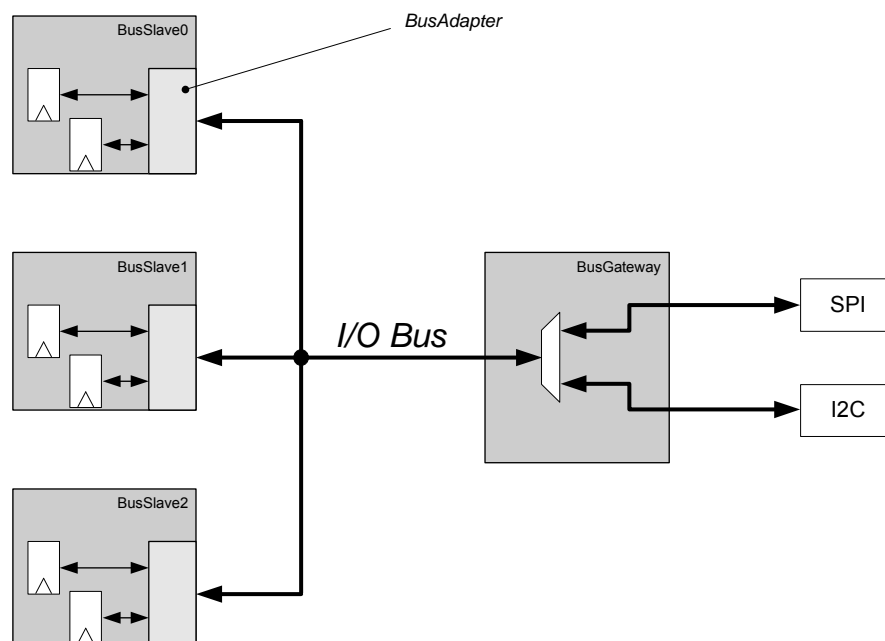 BusSlave0
BusAdapter
BusSlave1
BusGateway
SPI
I/O Bus
I2C
BusSlave2